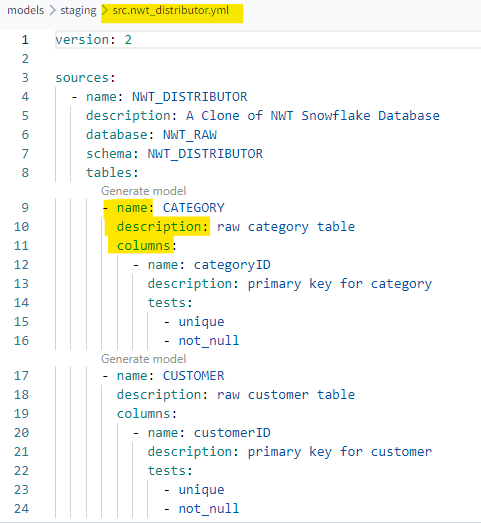 models > staging > src.nwt_distributor.yml
1 version: 2
2
3 sources:
4 - name: NWT_DISTRIBUTOR
5 description: A Clone of NWT Snowflake Database
6 database: NWT_RAW
7 schema: NWT_DISTRIBUTOR
8 tables:
Generate model
9 - name: CATEGORY
10 description: raw category table
11 columns:
12 - name: categoryID
13 description: primary key for category
14 tests:
15 - unique
16 - not_null
Generate model
17 - name: CUSTOMER
18 description: raw customer table
19 columns:
20 - name: customerID
21 description: primary key for customer
22 tests:
23 - unique
24 - not_null